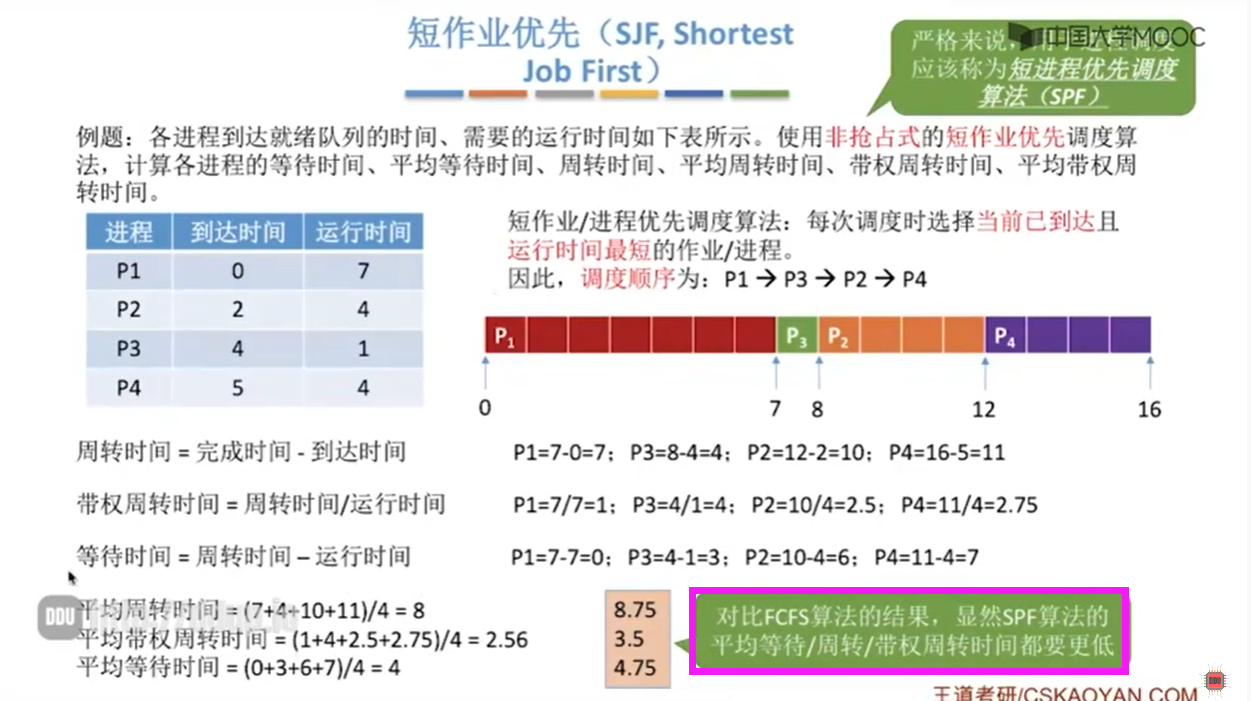 短作业优先（SJF, Shortest
Job First）
中国大学MOOC
严格来说，用于进程调度
应该称为短进程优先调度
算法（SPF）
例题：各进程到达就绪队列的时间、需要的运行时间如下表所示。使用非抢占式的短作业优先调度算
法，计算各进程的等待时间、平均等待时间、周转时间、平均周转时间、带权周转时间、平均带权周
转时间。
进程 到达时间 运行时间
P1 0 7
P2 2 4
P3 4 1
P4 5 4
短作业/进程优先调度算法：每次调度时选择当前已到达且
运行时间最短的作业/进程。
因此，调度顺序为：P1 → P3 → P2 → P4
P1 P3 P2 P4
0 7 8 12 16
周转时间 = 完成时间 - 到达时间
P1=7-0=7；P3=8-4=4；P2=12-2=10；P4=16-5=11
带权周转时间 = 周转时间/运行时间
P1=7/7=1；P3=4/1=4；P2=10/4=2.5；P4=11/4=2.75
等待时间 = 周转时间 – 运行时间
P1=7-7=0；P3=4-1=3；P2=10-4=6；P4=11-4=7
DDU
平均周转时间 = (7+4+10+11)/4 = 8
平均带权周转时间 = (1+4+2.5+2.75)/4 = 2.56
平均等待时间 = (0+3+6+7)/4 = 4
8.75
3.5
4.75
对比FCFS算法的结果，显然SPF算法的
平均等待/周转/带权周转时间都要更低
DDU
王道考研/CSKAOYAN.COM